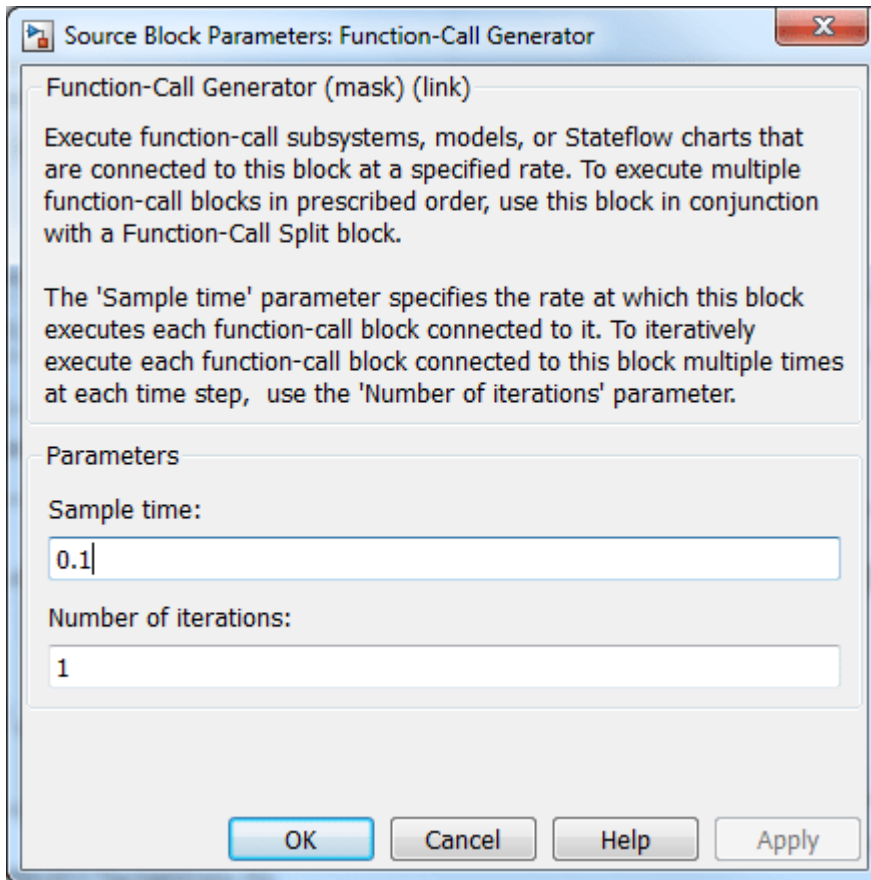 Source Block Parameters: Function-Call Generator
Function-Call Generator (mask) (link)
Execute function-call subsystems, models, or Stateflow charts that
are connected to this block at a specified rate. To execute multiple
function-call blocks in prescribed order, use this block in conjunction
with a Function-Call Split block.
The 'Sample time' parameter specifies the rate at which this block
executes each function-call block connected to it. To iteratively
execute each function-call block connected to this block multiple times
at each time step,  use the 'Number of iterations' parameter.
Parameters
Sample time:
0.1
Number of iterations:
1
OK Cancel Help Apply